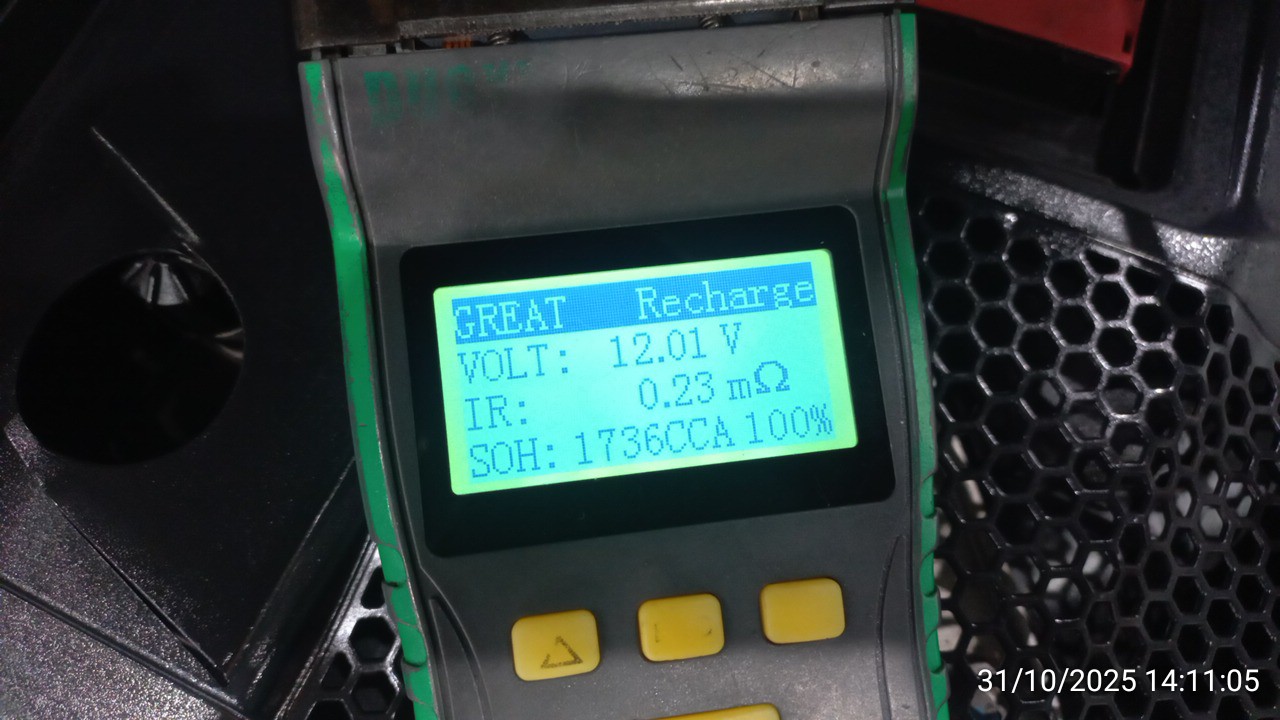 GREAT Recharge
VOLT: 12.01 V
IR: 0.23 mΩ
SOH: 1736CCA 100%
31/10/2025 14:11:05